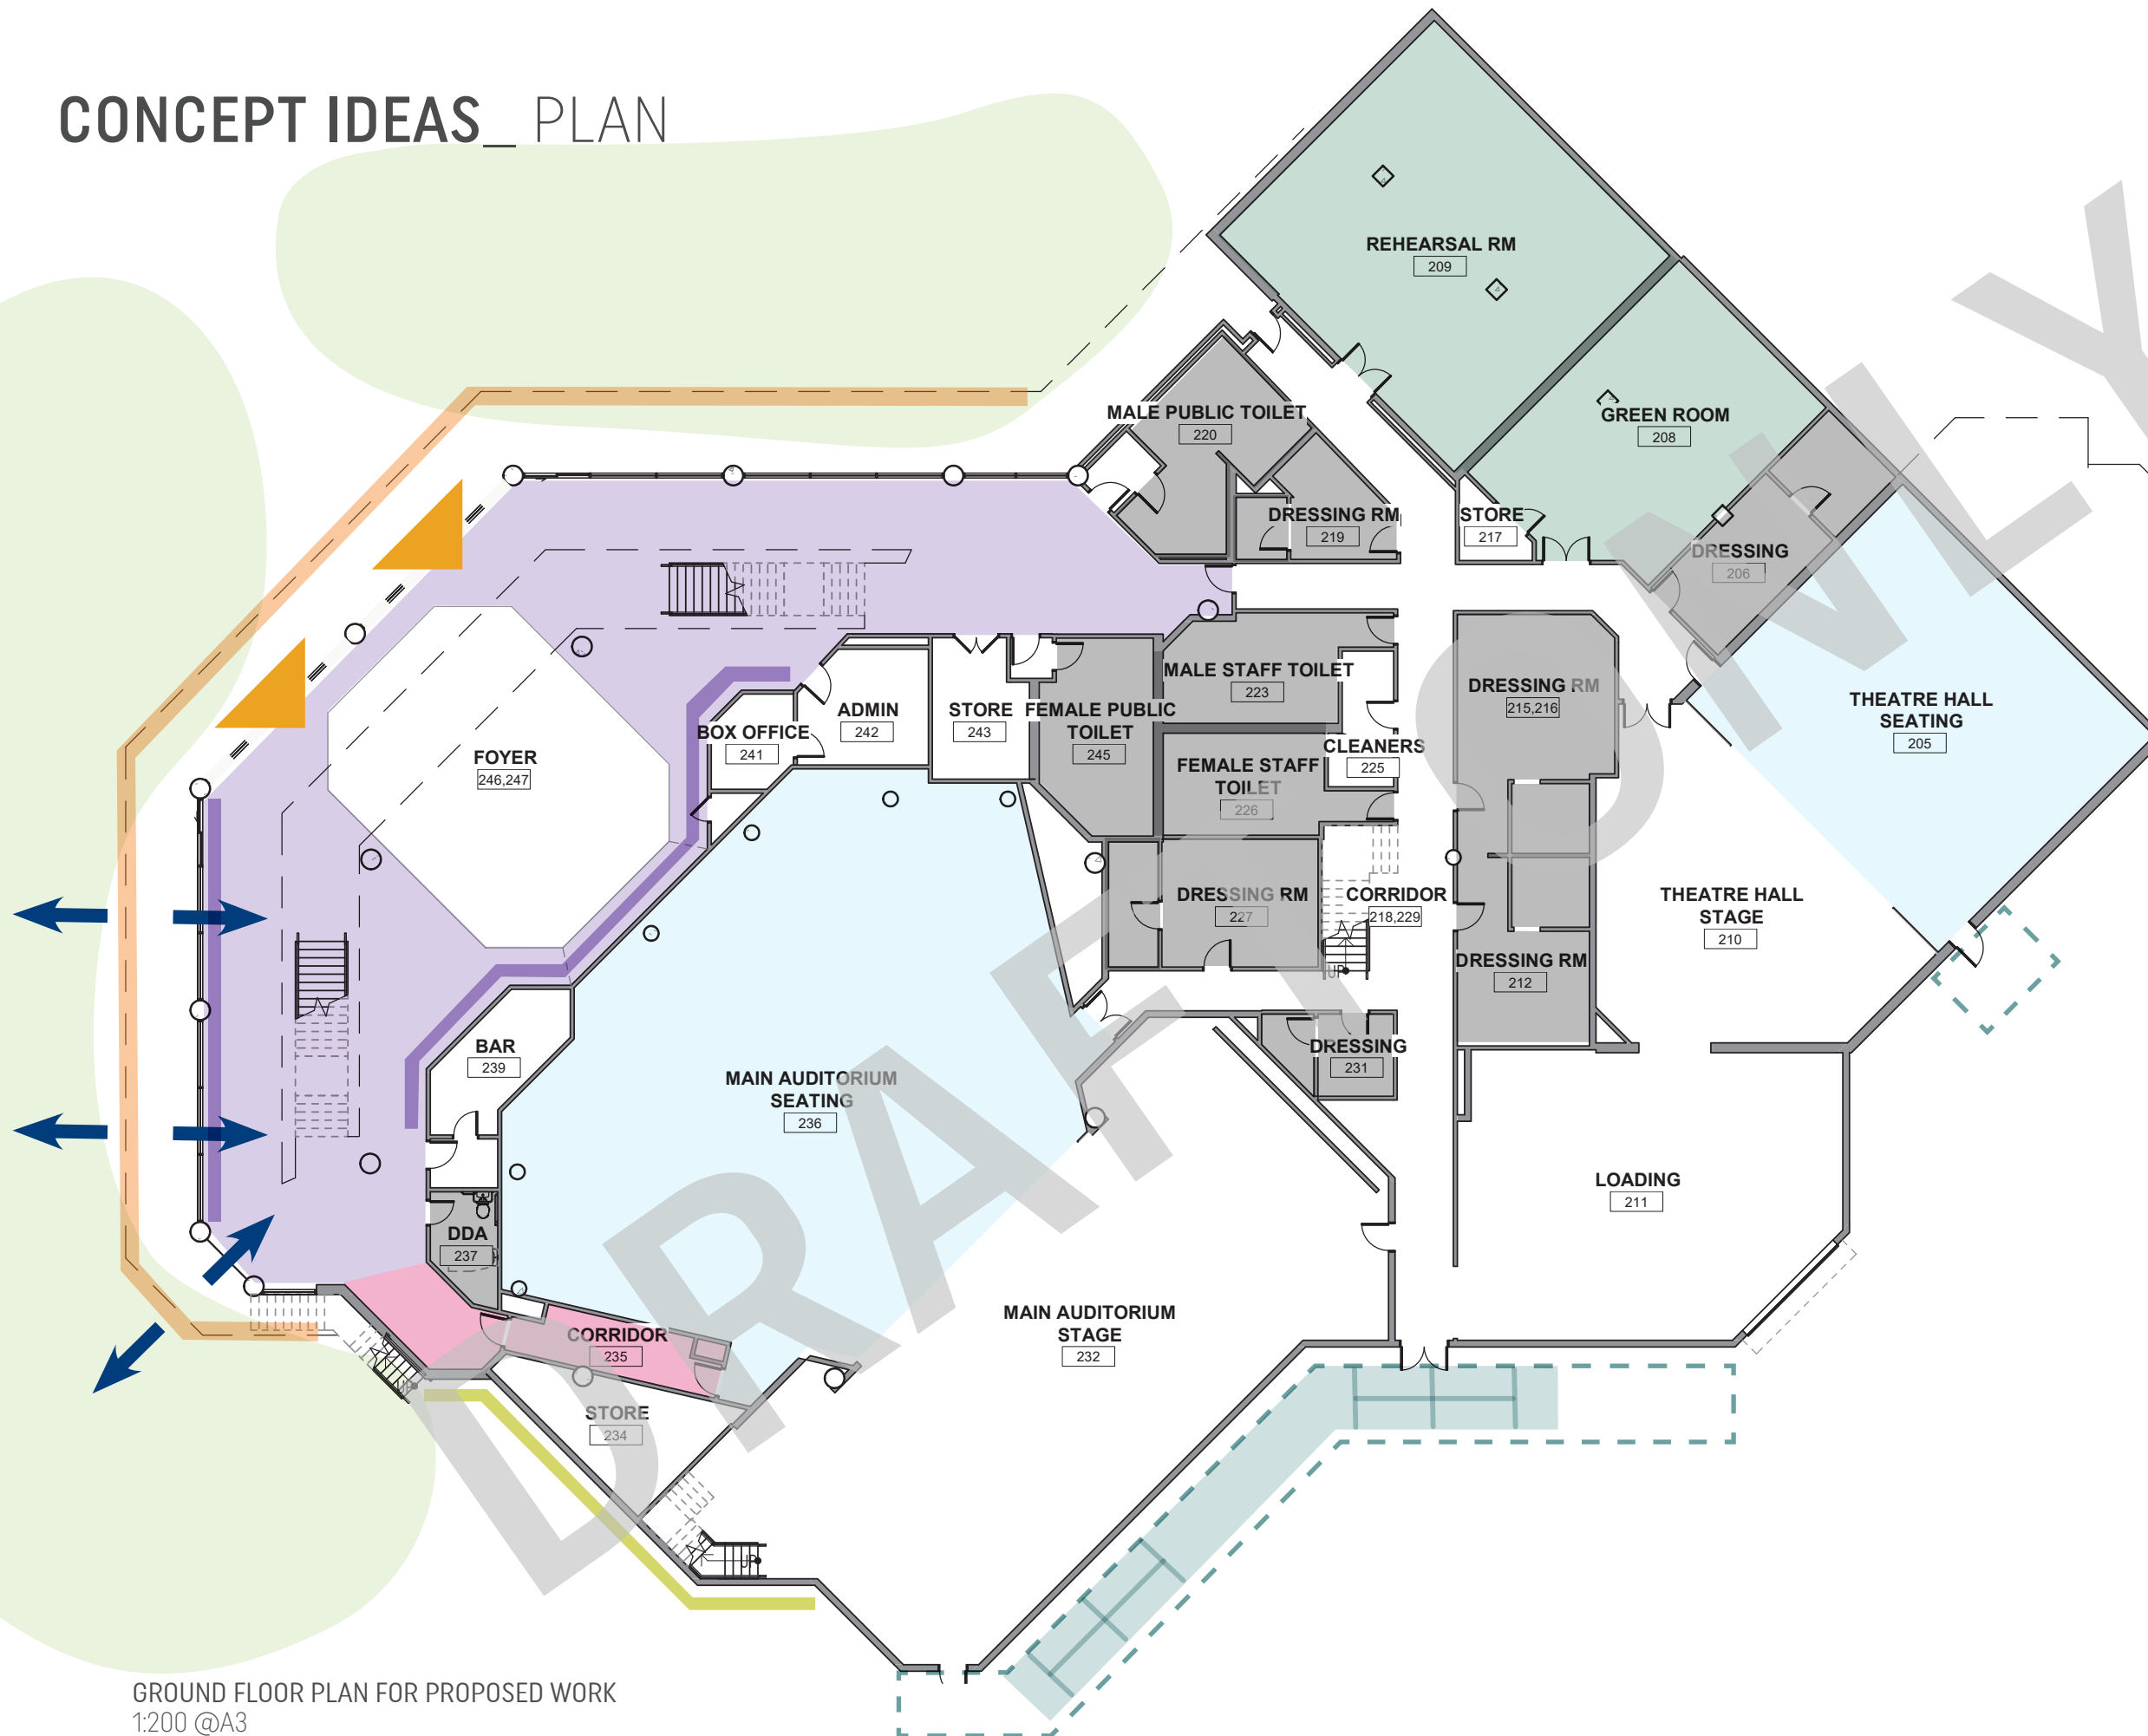 CONCEPT IDEAS_ PLAN
REHEARSAL RM
209
GREEN ROOM
208
MALE PUBLIC TOILET
220
DRESSING RM
219
STORE
217
DRESSING
206
THEATRE HALL
SEATING
205
MALE STAFF TOILET
223
DRESSING RM
215,216
ADMIN
242
STORE
243
FEMALE PUBLIC
TOILET
245
BOX OFFICE
241
FOYER
246,247
CLEANERS
225
FEMALE STAFF
TOILET
226
DRESSING RM
227
CORRIDOR
218,229
UP
THEATRE HALL
STAGE
210
DRESSING RM
212
BAR
239
DRESSING
231
MAIN AUDITORIUM
SEATING
236
LOADING
211
DDA
237
MAIN AUDITORIUM
STAGE
232
CORRIDOR
235
UP
STORE
234
UP
DRAFT ONLY
GROUND FLOOR PLAN FOR PROPOSED WORK
1:200 @A3